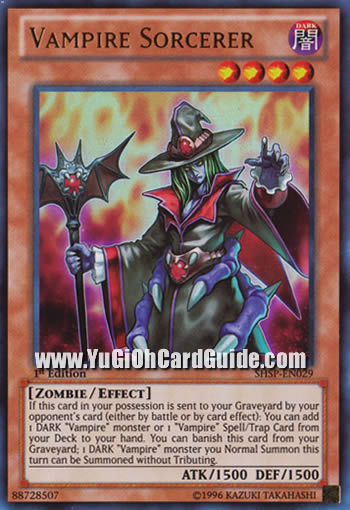 VAMPIRE SORCERER
DARK
闇
www.YuGiOhCardGuide.com
1st Edition
SHSP-EN029
[ZOMBIE/EFFECT]
If this card in your possession is sent to your Graveyard by your
opponent's card (either by battle or by card effect): You can add
1 DARK "Vampire" monster or 1 "Vampire" Spell/Trap Card from
your Deck to your hand. You can banish this card from your
Graveyard; 1 DARK "Vampire" monster you Normal Summon this
turn can be Summoned without Tributing.
ATK/1500 DEF/1500
88728507
©1996 KAZUKI TAKAHASHI